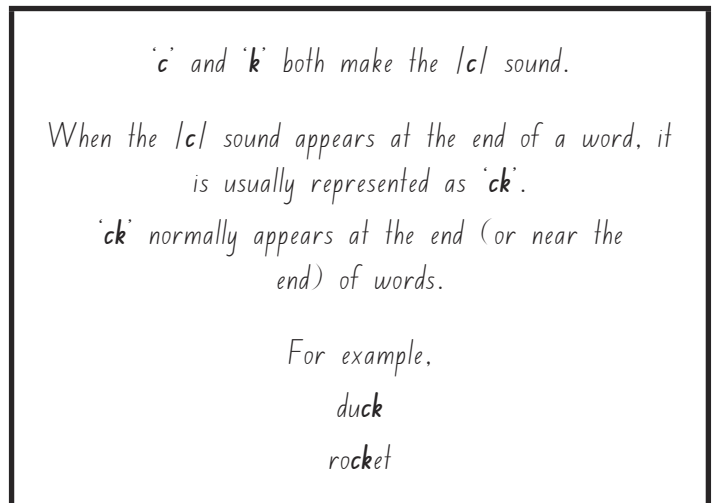 ‘c’ and ‘k’ both make the /c/ sound.
When the /c/ sound appears at the end of a word, it
is usually represented as ‘ck’.
‘ck’ normally appears at the end (or near the
end) of words.
For example,
duck
rocket